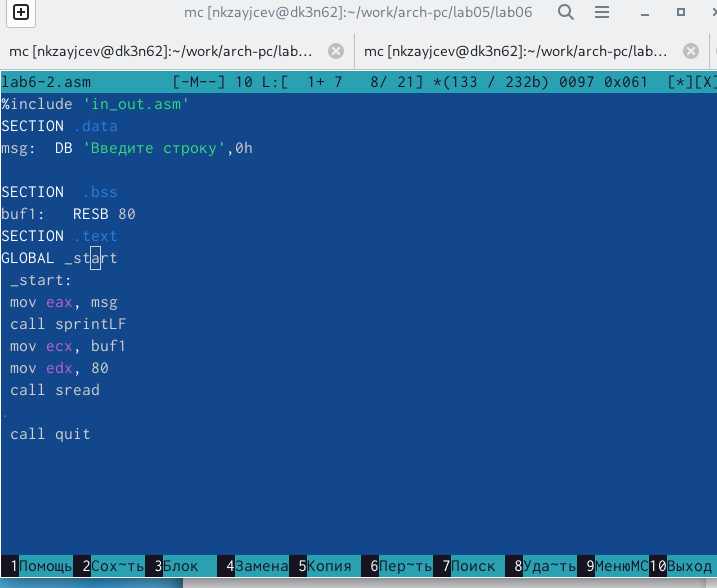 mc [nkzayjcev@dk3n62]:~/work/arch-pc/lab05/lab06
mc [nkzayjcev@dk3n62]:~/work/arch-pc/lab... mc [nkzayjcev@dk3n62]:~/work/arch-pc/lab...
lab6-2.asm [-M--] 10 L:[ 1+ 7 8/ 21] *(133 / 232b) 0097 0x061 [*][X]
%include 'in_out.asm'
SECTION .data
msg: DB 'Введите строку',0h
SECTION .bss
buf1: RESB 80
SECTION .text
GLOBAL _start
_start:
mov eax, msg
call sprintLF
mov ecx, buf1
mov edx, 80
call sread
.
call quit
1Помощь 2Сох~ть 3Блок 4Замена 5Копия 6Пер~ть 7Поиск 8Уда~ть 9МенюMC 10Выход